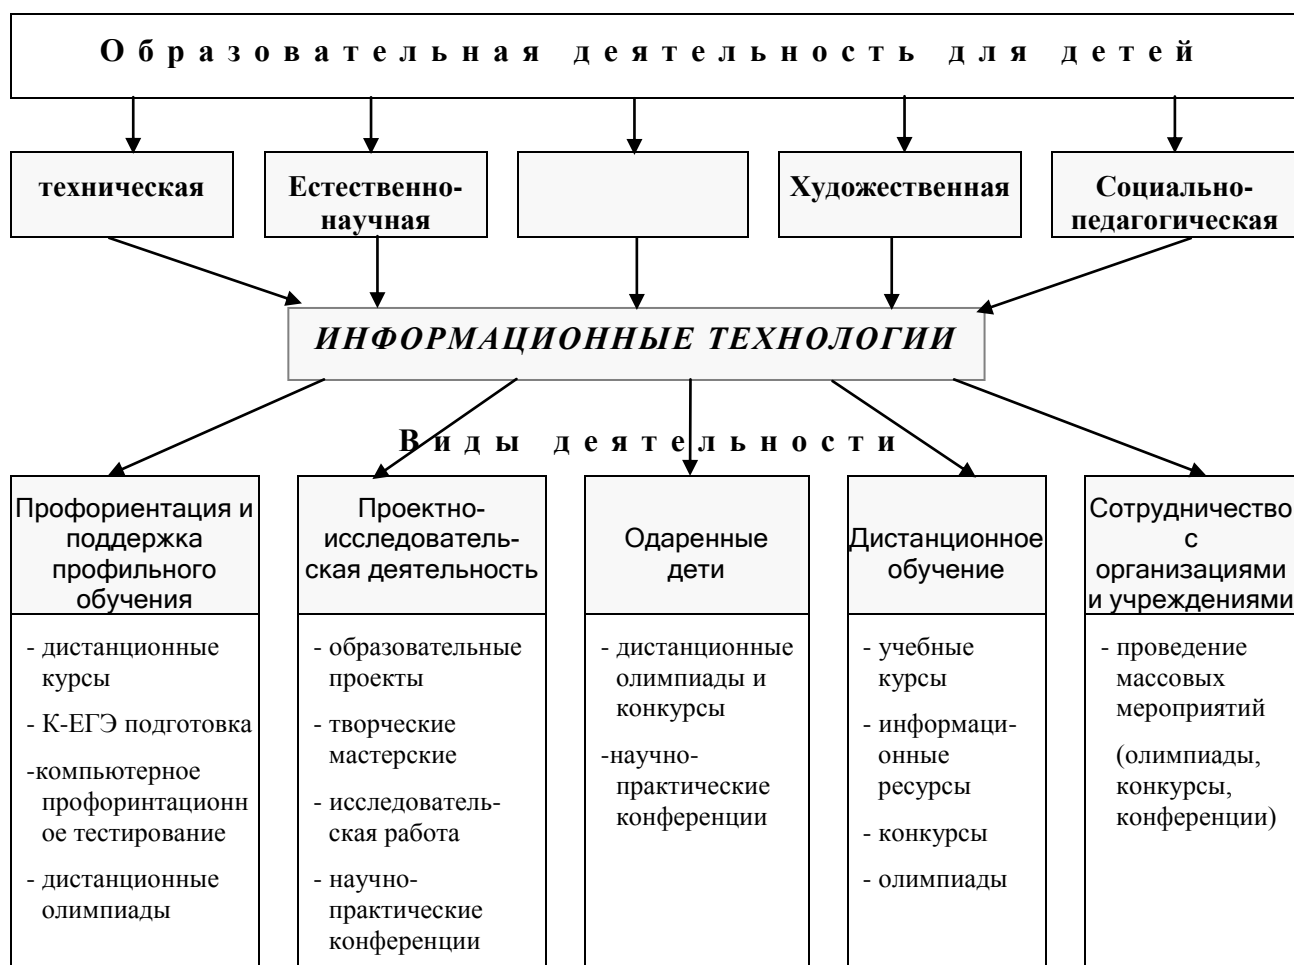 Образовательная деятельность для детей
техническая
Естественно-
научная
Художественная
Социально-
педагогическая
ИНФОРМАЦИОННЫЕ ТЕХНОЛОГИИ
Виды деятельности
Профориентация и
поддержка
профильного
обучения
- дистанционные
курсы
- К-ЕГЭ подготовка
-компьютерное
профоринтационн
ое тестирование
- дистанционные
олимпиады
Проектно-
исследователь-
ская деятельность
- образовательные
проекты
- творческие
мастерские
- исследователь-
ская работа
- научно-
практические
конференции
Одаренные
дети
- дистанционные
олимпиады и
конкурсы
-научно-
практические
конференции
Дистанционное
обучение
- учебные
курсы
- информаци-
онные
ресурсы
- конкурсы
- олимпиады
Сотрудничество
с
организациями
и учреждениями
- проведение
массовых
мероприятий
(олимпиады,
конкурсы,
конференции)